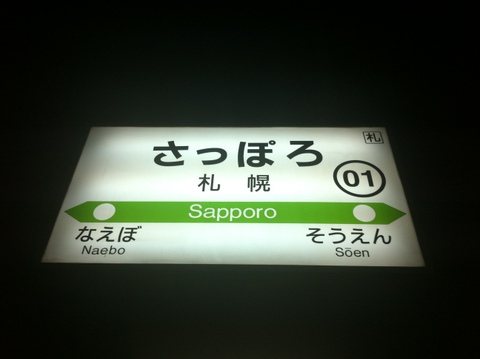 札
さっぽろ
札幌
01
Sapporo
なえぼ
Naebo
そうえん
Sōen